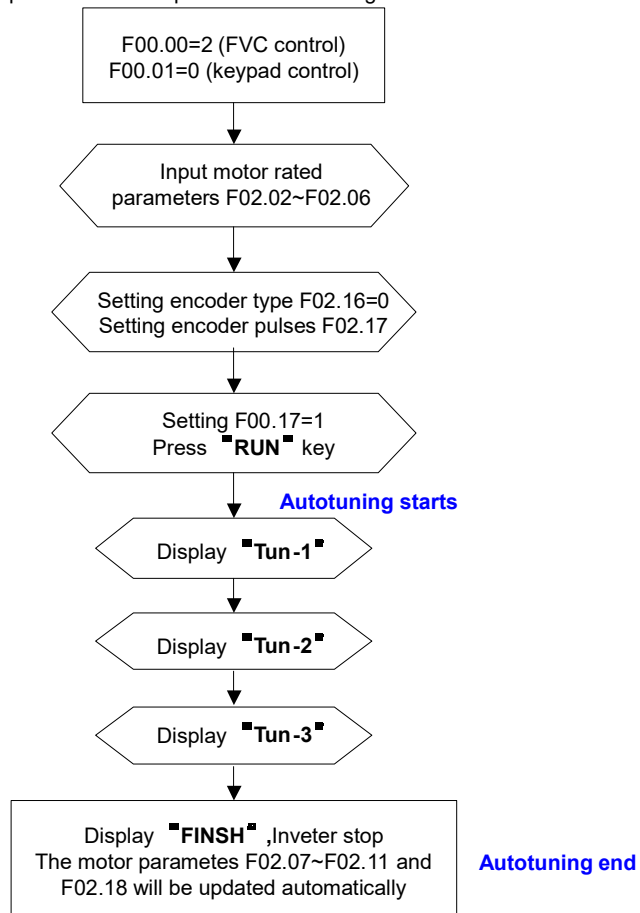 F00.00=2 (FVC control)
F00.01=0 (keypad control)
Input motor rated
parameters F02.02~F02.06
Setting encoder type F02.16=0
Setting encoder pulses F02.17
Setting F00.17=1
Press "RUN" key
Autotuning starts
Display "Tun-1"
Display "Tun-2"
Display "Tun-3"
Display "FINSH" ,Inveter stop
The motor parametes F02.07~F02.11 and
F02.18 will be updated automatically
Autotuning end